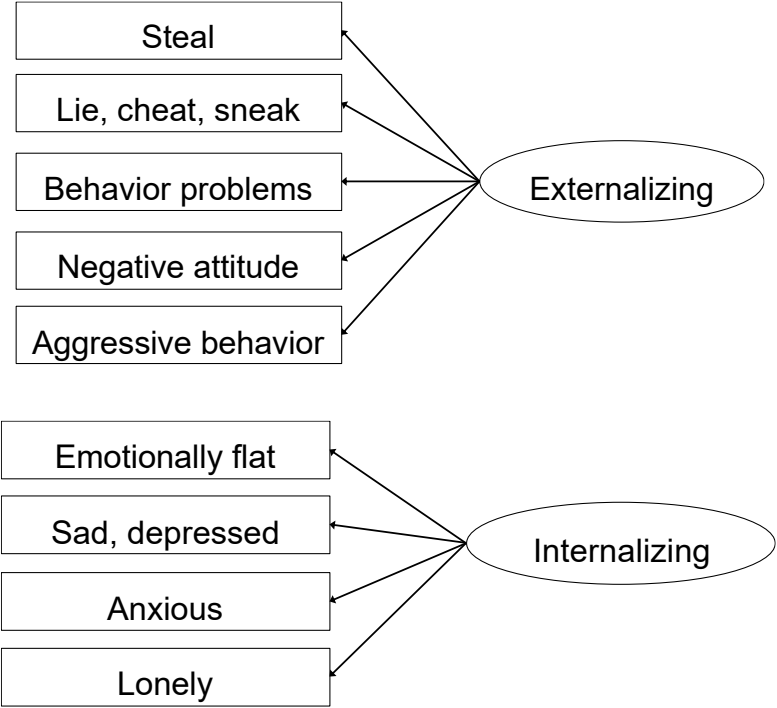 Steal
Lie, cheat, sneak
Behavior problems
Externalizing
Negative attitude
Aggressive behavior
Emotionally flat
Sad, depressed
Internalizing
Anxious
Lonely